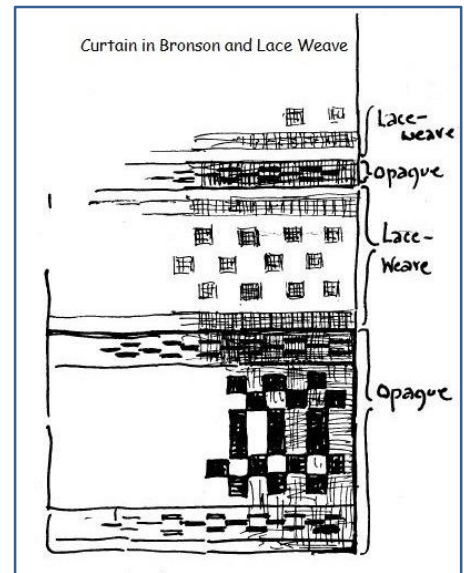 Curtain in Bronson and Lace Weave
Lace-
weave
Opaque
Lace-
Weave
Opaque